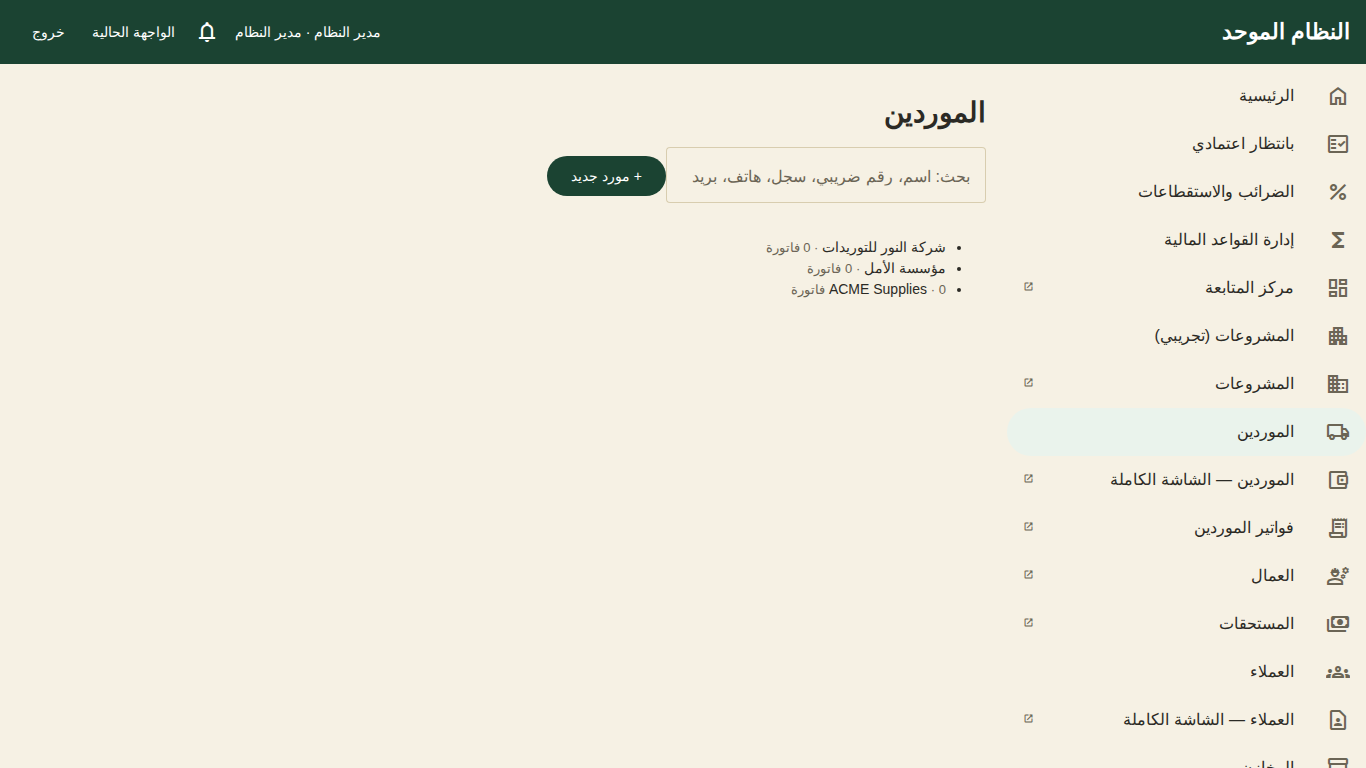 النظام الموحد
مدير النظام · مدير النظام
الواجهة الحالية
خروج
الرئيسية
بانتظار اعتمادي
الضرائب والاستقطاعات
إدارة القواعد المالية
مركز المتابعة
المشروعات (تجريبي)
المشروعات
الموردين
الموردين — الشاشة الكاملة
فواتير الموردين
العمال
المستحقات
العملاء
العملاء — الشاشة الكاملة
المخازن
الموردين
بحث: اسم، رقم ضريبي، سجل، هاتف، بريد
+ مورد جديد
شركة النور للتوريدات · 0 فاتورة
مؤسسة الأمل · 0 فاتورة
ACME Supplies · 0 فاتورة